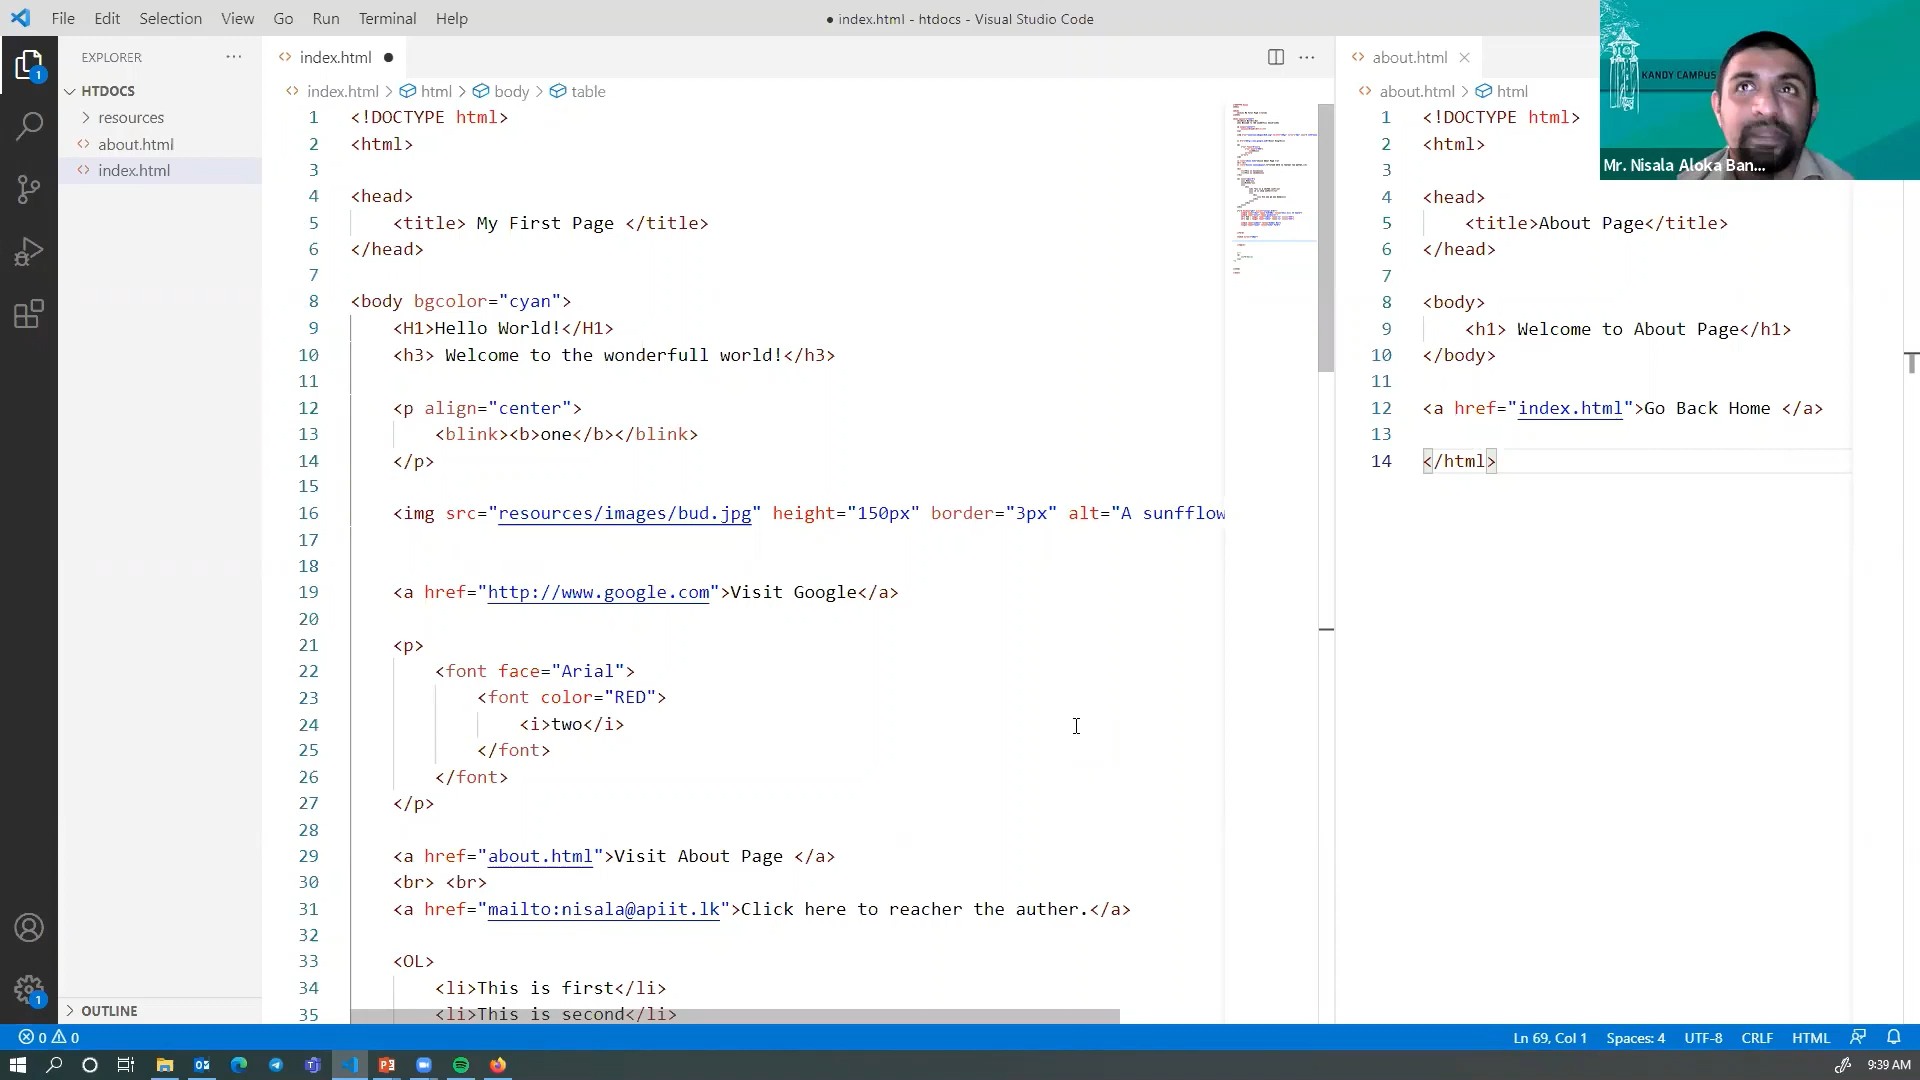 File Edit Selection View Go Run Terminal Help
● index.html - htdocs - Visual Studio Code
KANDY CAMPUS
Mr. Nisala Aloka Ban...
EXPLORER ...
HTDOCS
resources
about.html
index.html
OUTLINE
1
1
index.html ●
index.html > html > body > table
1 <!DOCTYPE html>
2 <html>
3
4 <head>
5 <title> My First Page </title>
6 </head>
7
8 <body bgcolor="cyan">
9 <H1>Hello World!</H1>
10 <h3> Welcome to the wonderfull world!</h3>
11
12 <p align="center">
13 <blink><b>one</b></blink>
14 </p>
15
16 <img src="resources/images/bud.jpg" height="150px" border="3px" alt="A sunfflow
17
18
19 <a href="http://www.google.com">Visit Google</a>
20
21 <p>
22 <font face="Arial">
23 <font color="RED">
24 <i>two</i>
25 </font>
26 </font>
27 </p>
28
29 <a href="about.html">Visit About Page </a>
30 <br> <br>
31 <a href="mailto:nisala@apiit.lk">Click here to reacher the auther.</a>
32
33 <OL>
34 <li>This is first</li>
35 <li>This is second</li>
about.html
about.html > html
1 <!DOCTYPE html>
2 <html>
3
4 <head>
5 <title>About Page</title>
6 </head>
7
8 <body>
9 <h1> Welcome to About Page</h1>
10 </body>
11
12 <a href="index.html">Go Back Home </a>
13
14 </html>
0 0
Ln 69, Col 1 Spaces: 4 UTF-8 CRLF HTML
9:39 AM